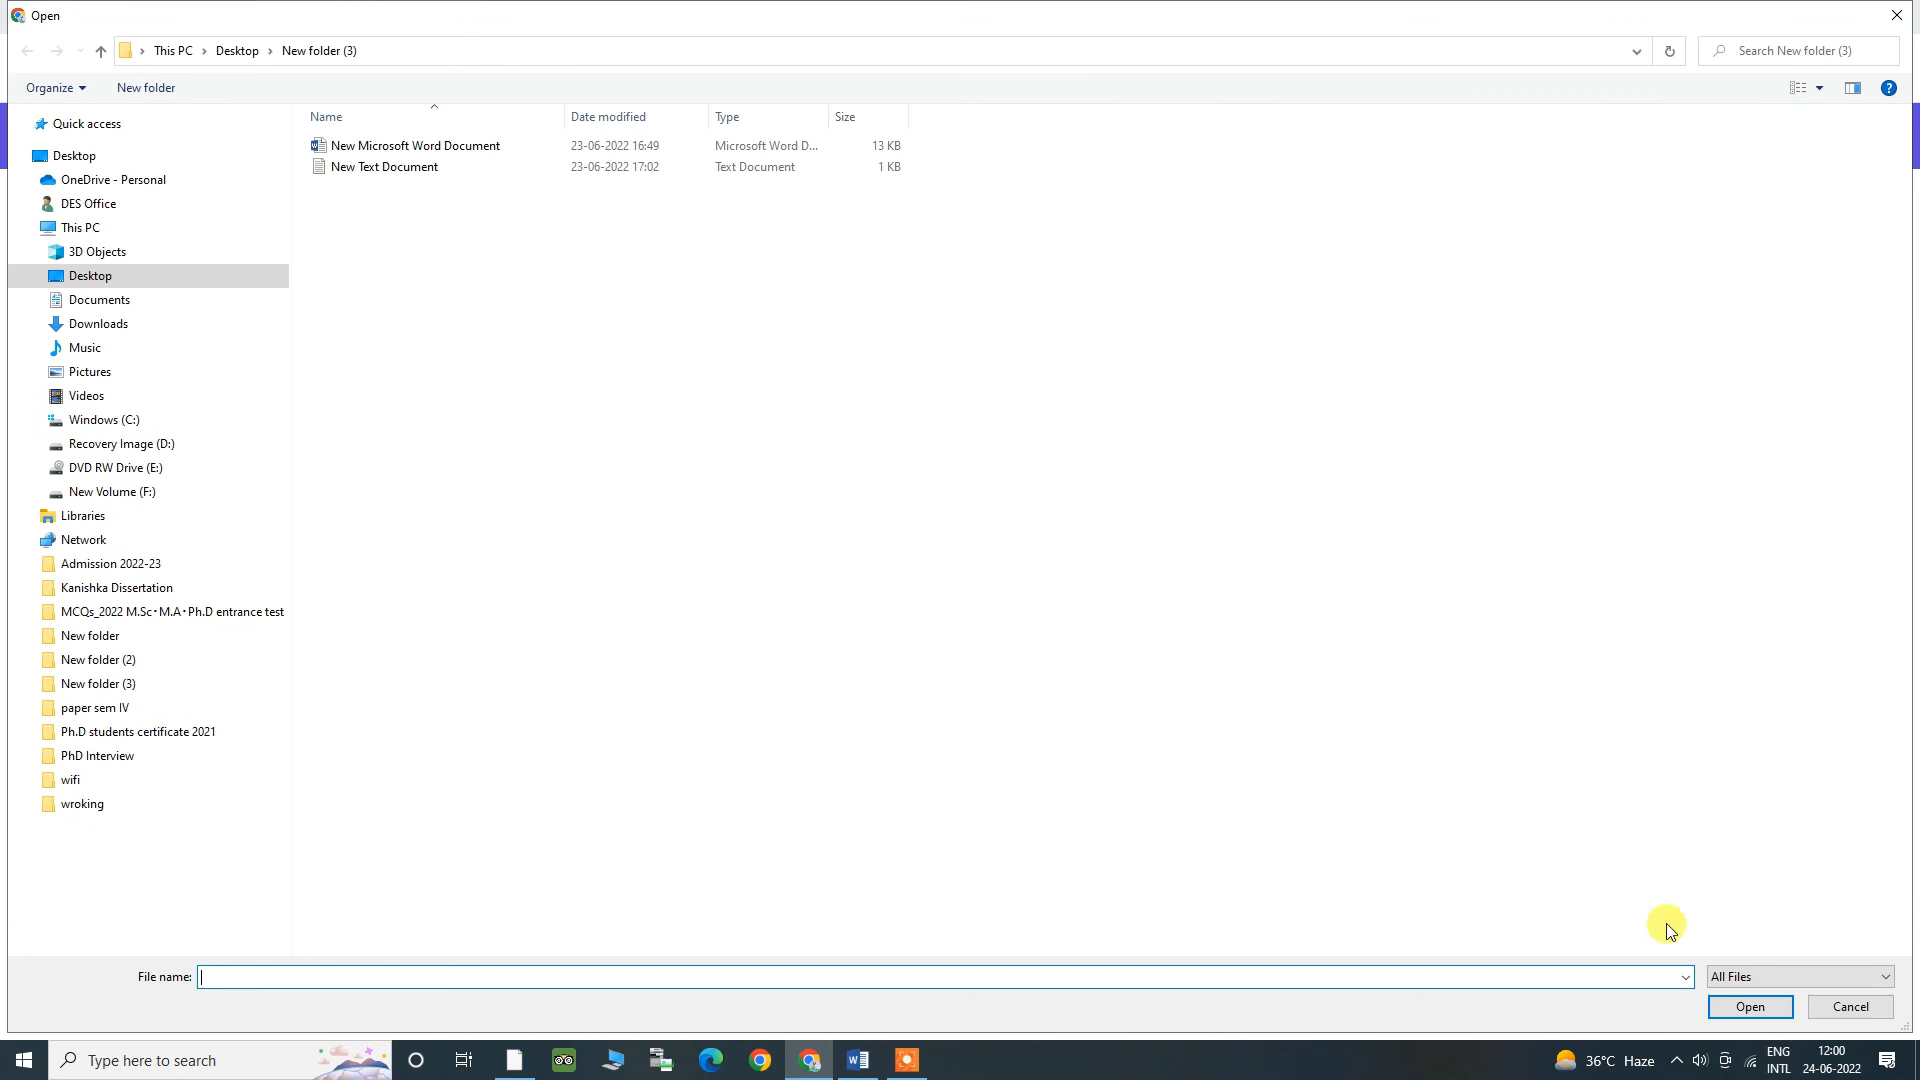 Open
This PC
Desktop
New folder (3)
Search New folder (3)
Organize
New folder
Name
Date modified
Type
Size
New Microsoft Word Document
23-06-2022 16:49
Microsoft Word D...
13 KB
New Text Document
23-06-2022 17:02
Text Document
1 KB
Quick access
Desktop
OneDrive - Personal
DES Office
This PC
3D Objects
Desktop
Documents
Downloads
Music
Pictures
Videos
Windows (C:)
Recovery Image (D:)
DVD RW Drive (E:)
New Volume (F:)
Libraries
Network
Admission 2022-23
Kanishka Dissertation
MCQs_2022 M.Sc·M.A·Ph.D entrance test
New folder
New folder (2)
New folder (3)
paper sem IV
Ph.D students certificate 2021
PhD Interview
wifi
wroking
File name:
All Files
Open
Cancel
Type here to search
36°C Haze
ENG
INTL
12:00
24-06-2022